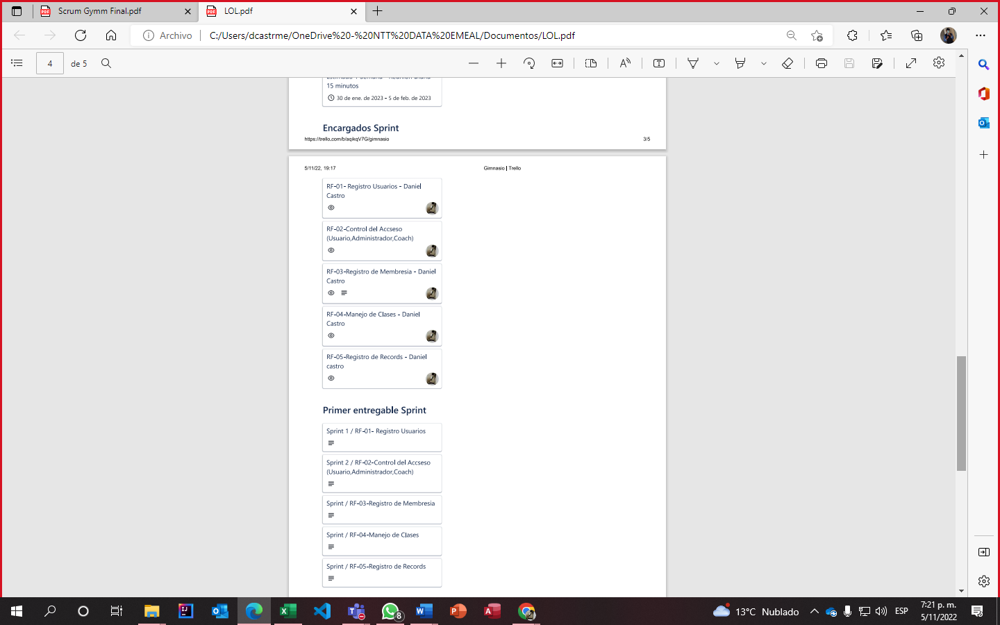 Scrum Gymm Final.pdf
LOL.pdf
Archivo
C:/Users/dcastrme/OneDrive%20-%20NTT%20DATA%20EMEAL/Documentos/LOL.pdf
4 de 5
Estimado 1 Semana - Reunion Diaria
15 minutos
30 de ene. de 2023 - 5 de feb. de 2023
Encargados Sprint
https://trello.com/b/aqikqV7G/gimnasio
3/5
5/11/22, 19:17
Gimnasio | Trello
RF-01- Registro Usuarios - Daniel
Castro
RF-02-Control del Accseso
(Usuario,Administrador,Coach)
RF-03-Registro de Membresia - Daniel
Castro
RF-04-Manejo de Clases - Daniel
Castro
RF-05-Registro de Records - Daniel
castro
Primer entregable Sprint
Sprint 1 / RF-01- Registro Usuarios
Sprint 2 / RF-02-Control del Accseso
(Usuario,Administrador,Coach)
Sprint / RF-03-Registro de Membresia
Sprint / RF-04-Manejo de Clases
Sprint / RF-05-Registro de Records
8
13°C Nublado
ESP
7:21 p. m.
5/11/2022